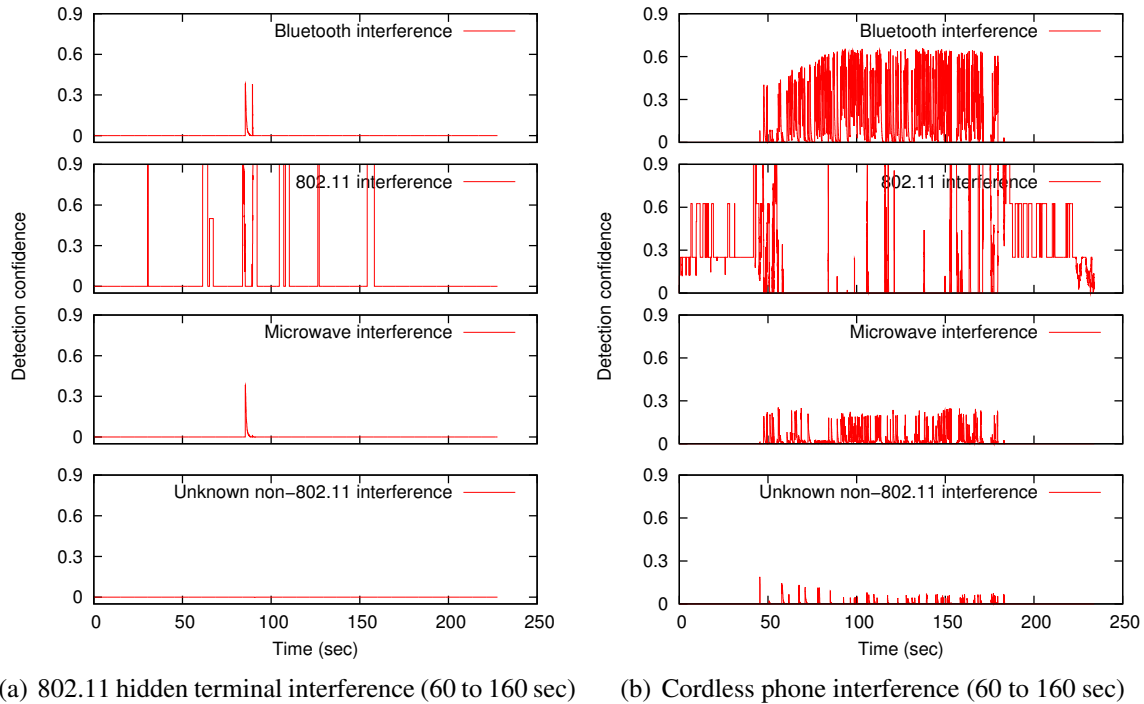 0.9
0.6
0.3
0
Bluetooth interference
0.9
0.6
0.3
0
802.11 interference
0.9
0.6
0.3
0
Microwave interference
0.9
0.6
0.3
0
Unknown non-802.11 interference
0 50 100 150 200 250
Time (sec)
Detection confidence
(a) 802.11 hidden terminal interference (60 to 160 sec)
0.9
0.6
0.3
0
Bluetooth interference
0.9
0.6
0.3
0
802.11 interference
0.9
0.6
0.3
0
Microwave interference
0.9
0.6
0.3
0
Unknown non-802.11 interference
0 50 100 150 200 250
Time (sec)
Detection confidence
(b) Cordless phone interference (60 to 160 sec)